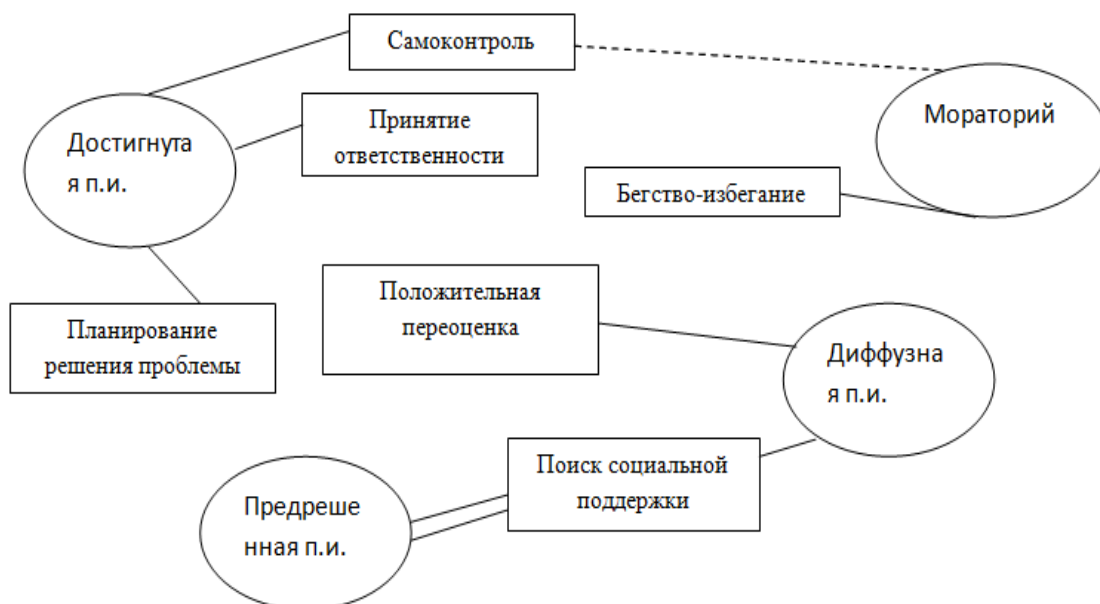 Самоконтроль
Мораторий
Достигнута
я п.и.
Принятие
ответственности
Бегство-избегание
Положительная
переоценка
Планирование
решения проблемы
Диффузна
я п.и.
Поиск социальной
поддержки
Предреше
нная п.и.